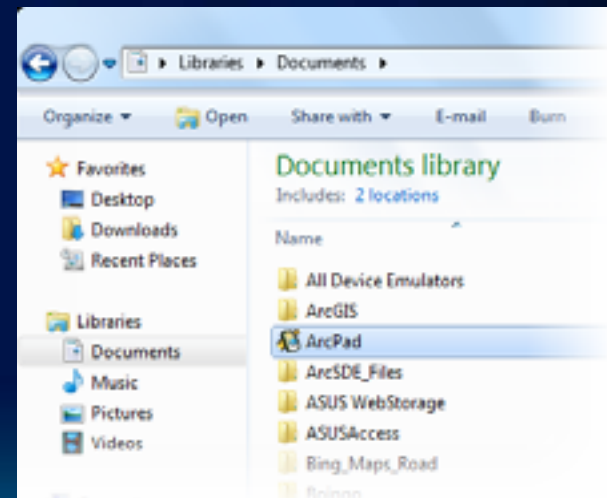 Libraries Documents
Organize Open Share with E-mail Burn
Favorites
Desktop
Downloads
Recent Places
Libraries
Documents
Music
Pictures
Videos
Documents library
Includes: 2 locations
Name
All Device Emulators
ArcGIS
ArcPad
ArcSDE_Files
ASUS WebStorage
ASUSAccess
Bing_Maps_Road